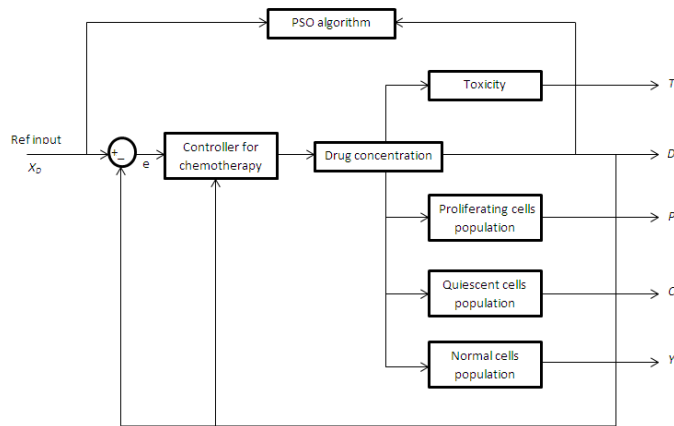 PSO algorithm
Toxicity
T
Ref input
X_D
+
−
e
Controller for
chemotherapy
Drug concentration
D
Proliferating cells
population
P
Quiescent cells
population
Normal cells
population
Y